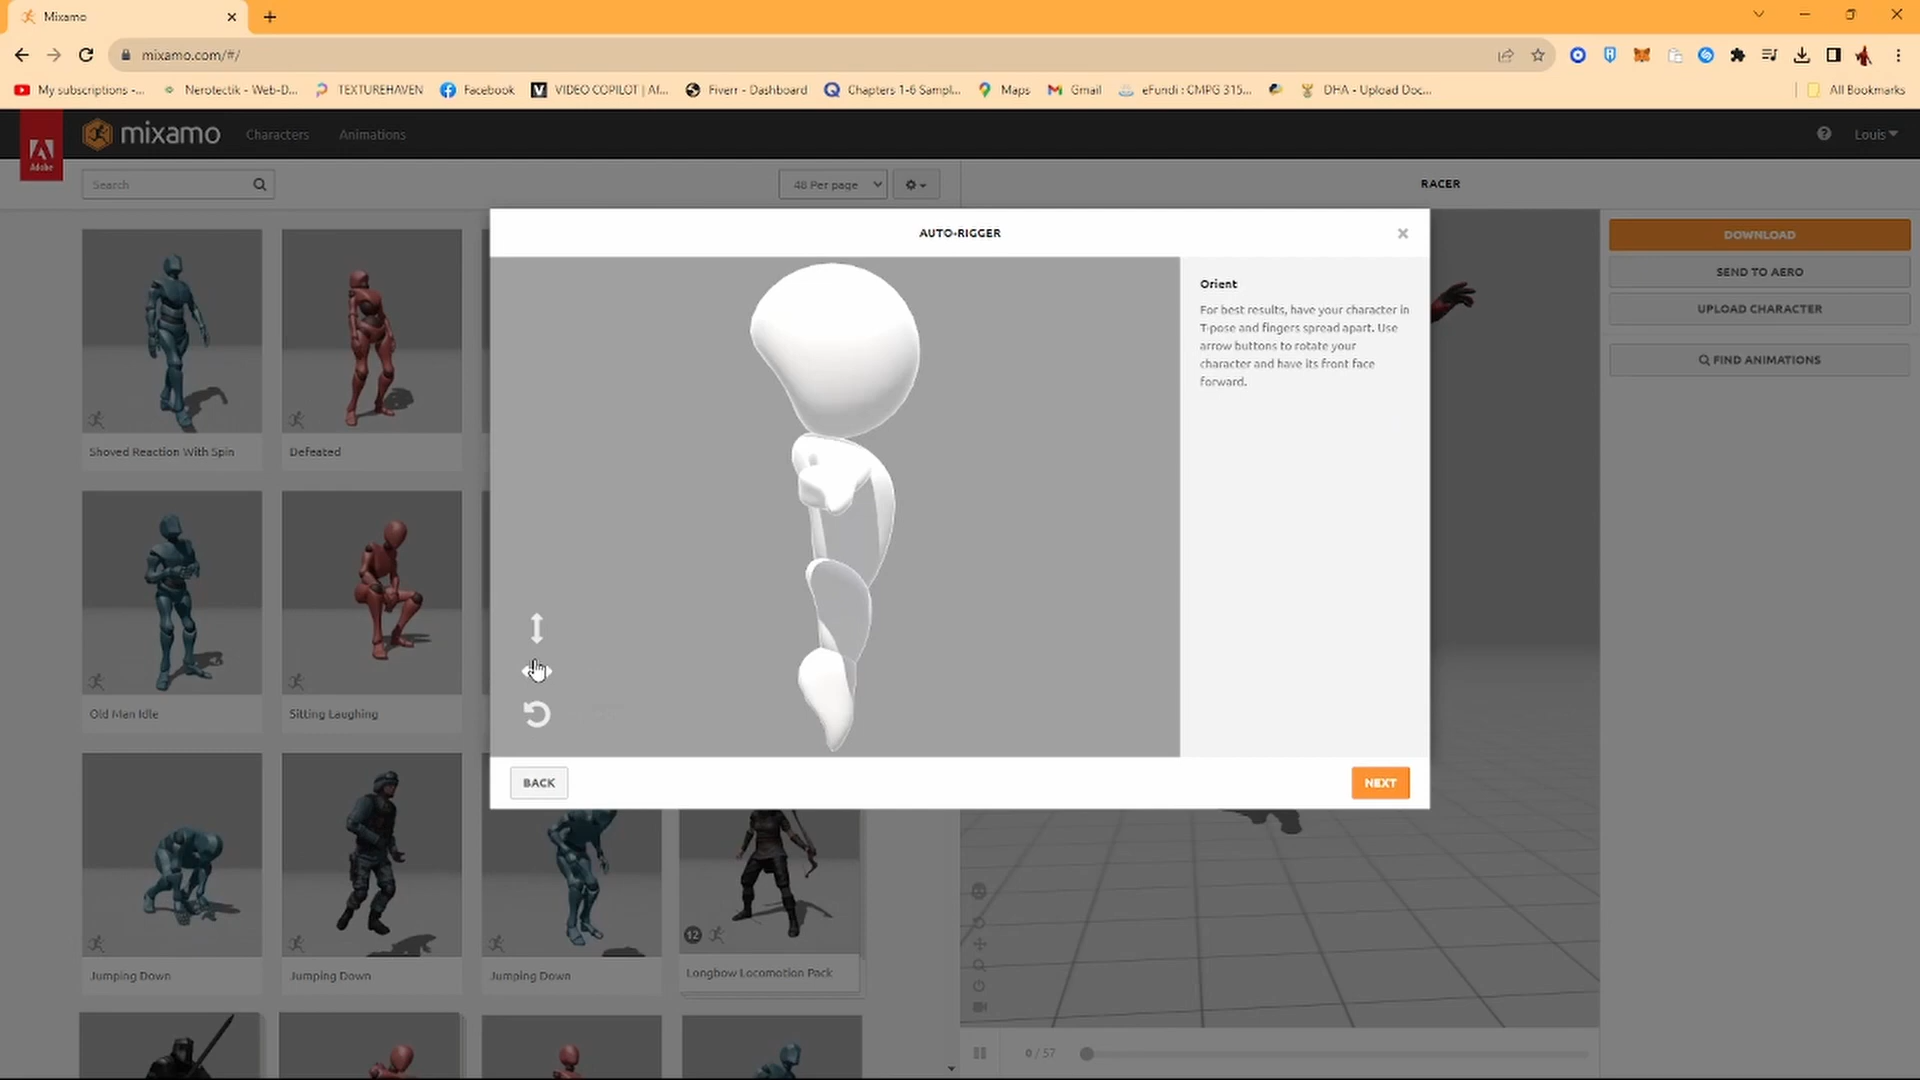 Mixamo
mixamo.com/#/
My subscriptions -...
Nerotectik - Web-D...
TEXTUREHAVEN
Facebook
VIDEO COPILOT | Af...
Fiverr - Dashboard
Chapters 1-6 Sampl...
Maps
Gmail
eFundi : CMPG 315...
DHA - Upload Doc...
All Bookmarks
Adobe
mixamo
Characters
Animations
Louis
Search
48 Per page
RACER
AUTO-RIGGER
DOWNLOAD
SEND TO AERO
UPLOAD CHARACTER
FIND ANIMATIONS
Orient
For best results, have your character in
T-pose and fingers spread apart. Use
arrow buttons to rotate your
character and have its front face
forward.
Shoved Reaction With Spin
Defeated
Old Man Idle
Sitting Laughing
BACK
NEXT
12
Jumping Down
Jumping Down
Jumping Down
Longbow Locomotion Pack
0 / 57